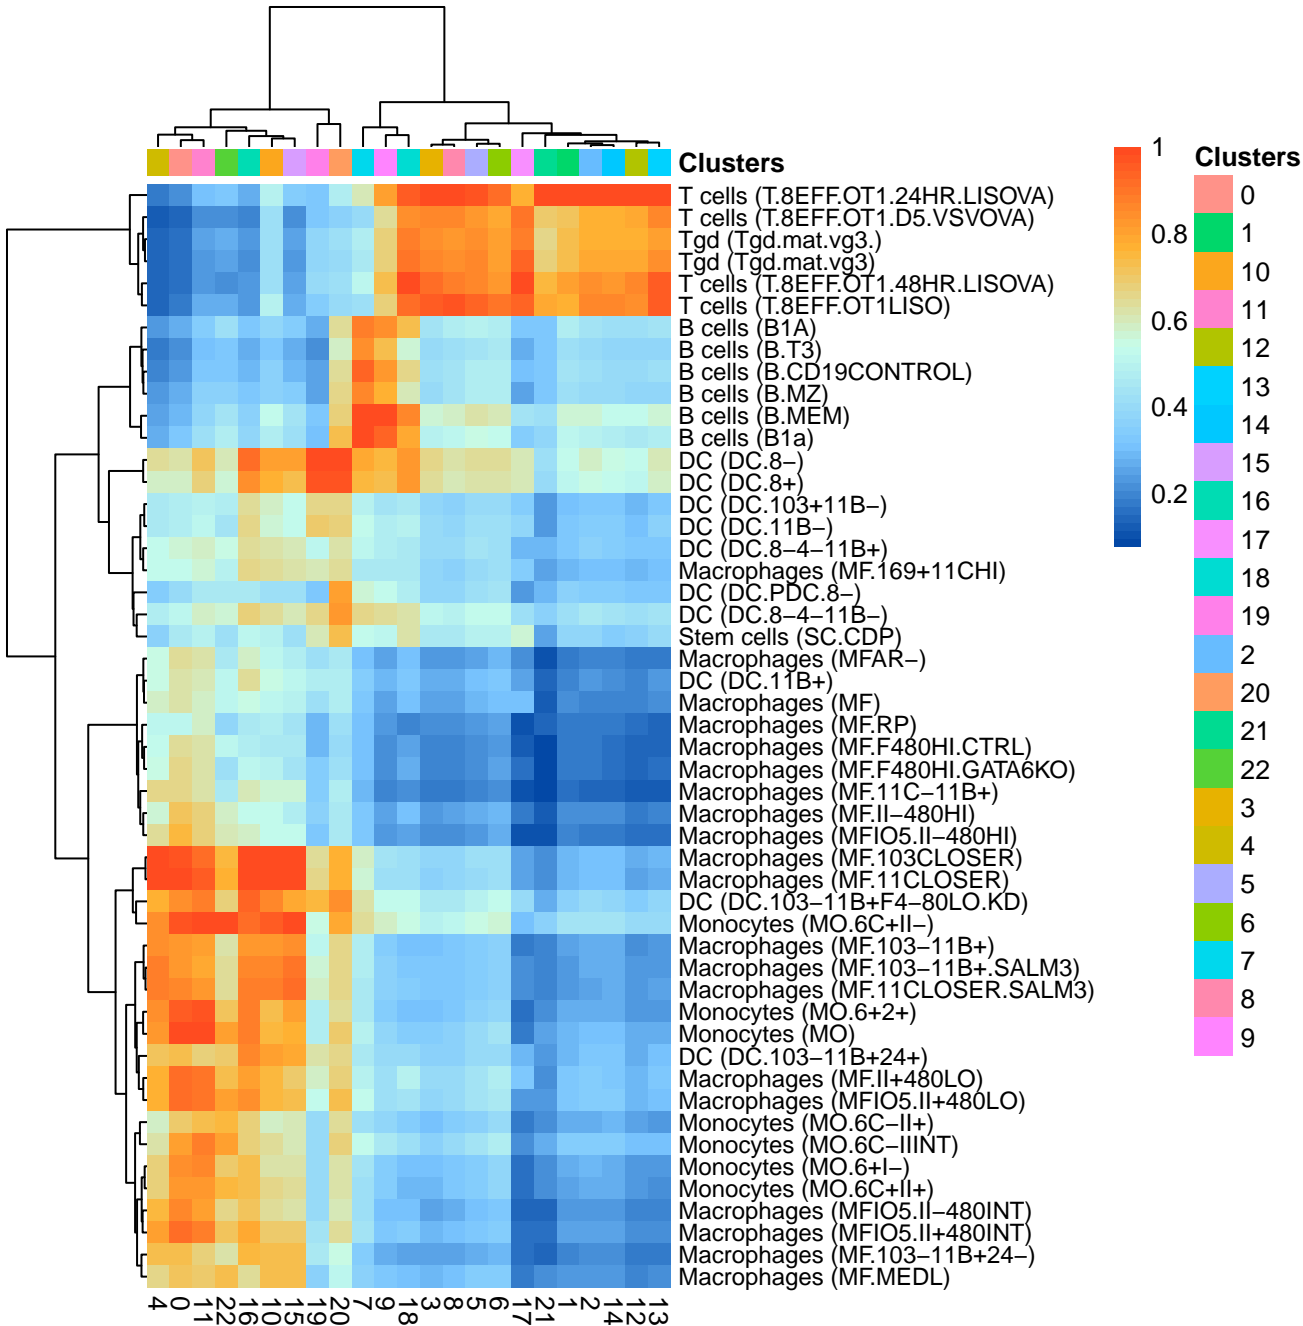 Clusters
T cells (T.8EFF.OT1.24HR.LISOVA)
T cells (T.8EFF.OT1.D5.VSVOVA)
Tgd (Tgd.mat.vg3.)
Tgd (Tgd.mat.vg3)
T cells (T.8EFF.OT1.48HR.LISOVA)
T cells (T.8EFF.OT1LISO)
B cells (B1A)
B cells (B.T3)
B cells (B.CD19CONTROL)
B cells (B.MZ)
B cells (B.MEM)
B cells (B1a)
DC (DC.8−)
DC (DC.8+)
DC (DC.103+11B−)
DC (DC.11B−)
DC (DC.8−4−11B+)
Macrophages (MF.169+11CHI)
DC (DC.PDC.8−)
DC (DC.8−4−11B−)
Stem cells (SC.CDP)
Macrophages (MFAR−)
DC (DC.11B+)
Macrophages (MF)
Macrophages (MF.RP)
Macrophages (MF.F480HI.CTRL)
Macrophages (MF.F480HI.GATA6KO)
Macrophages (MF.11C−11B+)
Macrophages (MF.II−480HI)
Macrophages (MFIO5.II−480HI)
Macrophages (MF.103CLOSER)
Macrophages (MF.11CLOSER)
DC (DC.103−11B+F4−80LO.KD)
Monocytes (MO.6C+II−)
Macrophages (MF.103−11B+)
Macrophages (MF.103−11B+.SALM3)
Macrophages (MF.11CLOSER.SALM3)
Monocytes (MO.6+2+)
Monocytes (MO)
DC (DC.103−11B+24+)
Macrophages (MF.II+480LO)
Macrophages (MFIO5.II+480LO)
Monocytes (MO.6C−II+)
Monocytes (MO.6C−IIINT)
Monocytes (MO.6+I−)
Monocytes (MO.6C+II+)
Macrophages (MFIO5.II−480INT)
Macrophages (MFIO5.II+480INT)
Macrophages (MF.103−11B+24−)
Macrophages (MF.MEDL)
4 0 11 22 16 10 15 19 20 7 9 18 3 8 5 6 17 21 1 2 14 12 13
1
0.8
0.6
0.4
0.2
Clusters
0
1
10
11
12
13
14
15
16
17
18
19
2
20
21
22
3
4
5
6
7
8
9